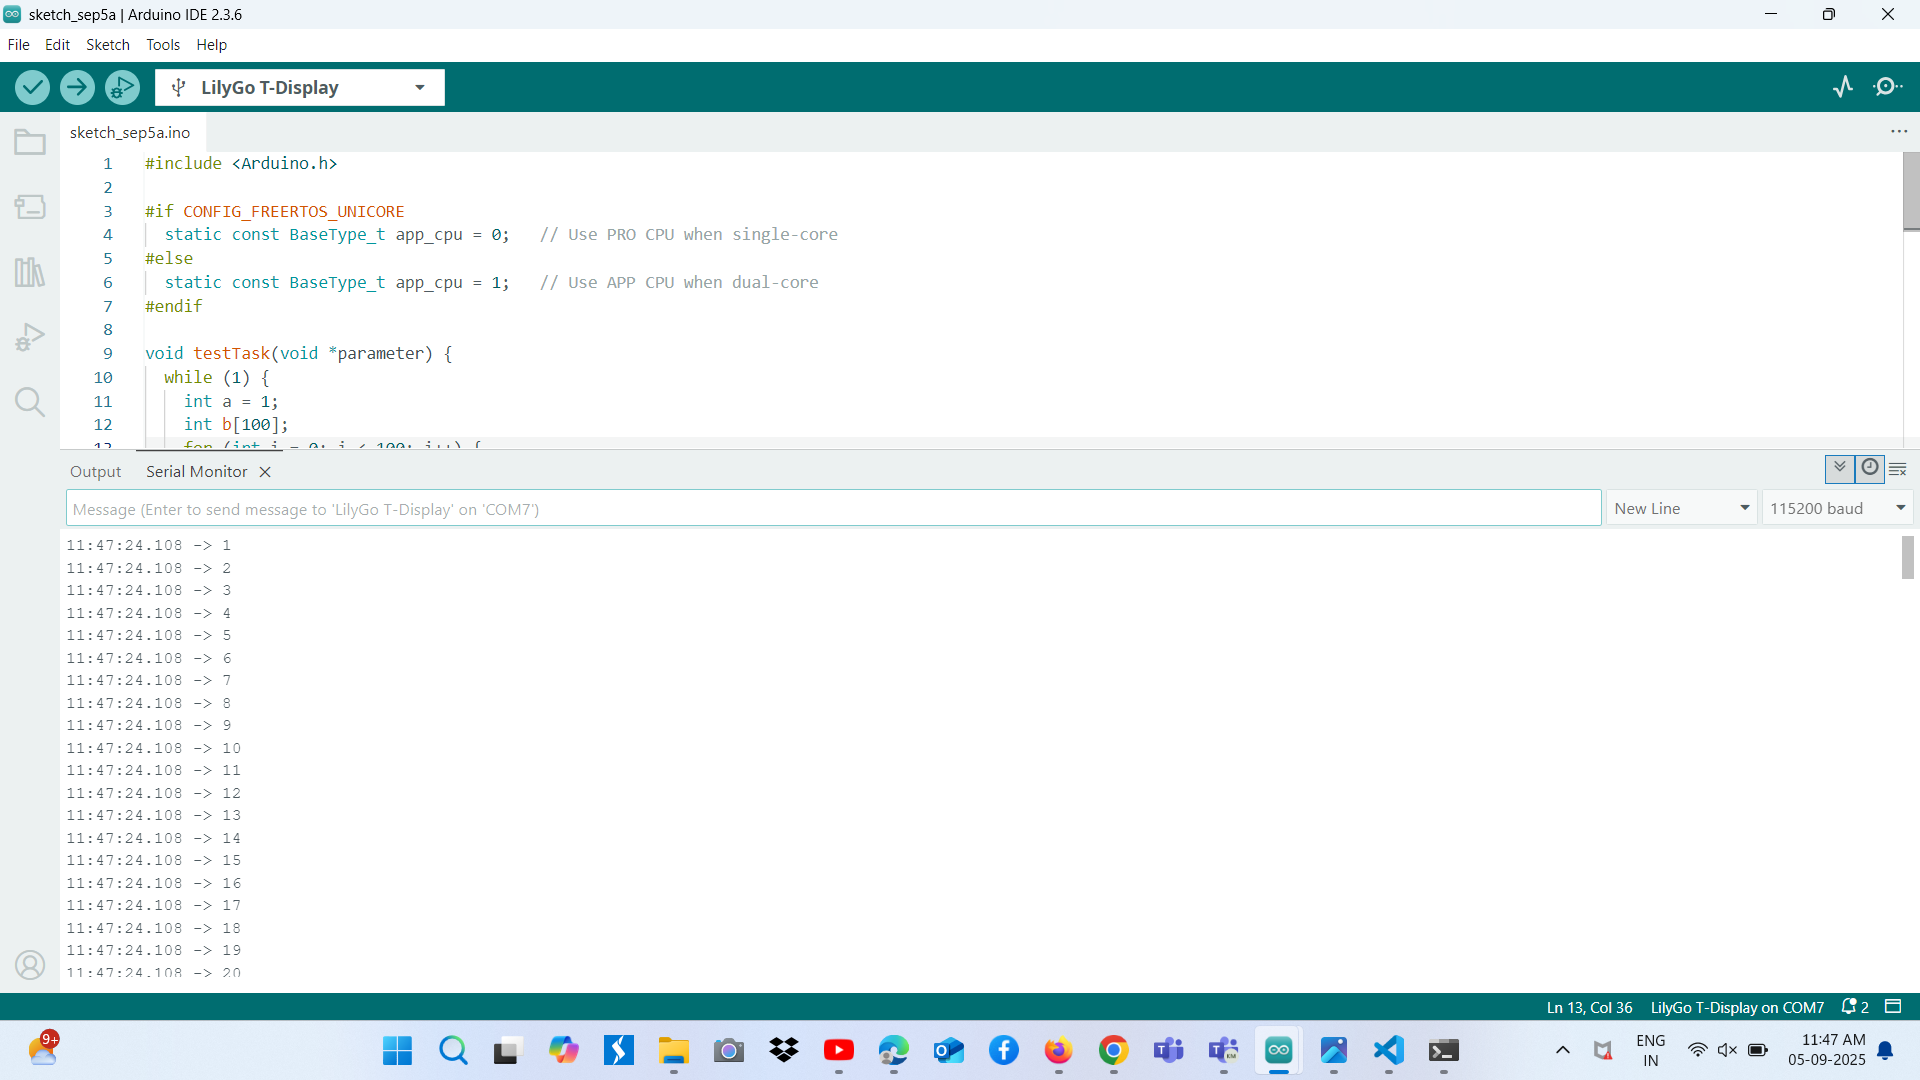 sketch_sep5a | Arduino IDE 2.3.6
File Edit Sketch Tools Help
LilyGo T-Display
sketch_sep5a.ino
1 #include <Arduino.h>
2
3 #if CONFIG_FREERTOS_UNICORE
4 static const BaseType_t app_cpu = 0; // Use PRO CPU when single-core
5 #else
6 static const BaseType_t app_cpu = 1; // Use APP CPU when dual-core
7 #endif
8
9 void testTask(void *parameter) {
10 while (1) {
11 int a = 1;
12 int b[100];
13 for (int i = 0; i < 100; i++) {
Output Serial Monitor
Message (Enter to send message to 'LilyGo T-Display' on 'COM7')
New Line 115200 baud
11:47:24.108 -> 1
11:47:24.108 -> 2
11:47:24.108 -> 3
11:47:24.108 -> 4
11:47:24.108 -> 5
11:47:24.108 -> 6
11:47:24.108 -> 7
11:47:24.108 -> 8
11:47:24.108 -> 9
11:47:24.108 -> 10
11:47:24.108 -> 11
11:47:24.108 -> 12
11:47:24.108 -> 13
11:47:24.108 -> 14
11:47:24.108 -> 15
11:47:24.108 -> 16
11:47:24.108 -> 17
11:47:24.108 -> 18
11:47:24.108 -> 19
11:47:24.108 -> 20
Ln 13, Col 36 LilyGo T-Display on COM7 2
9+
ENG
IN
11:47 AM
05-09-2025